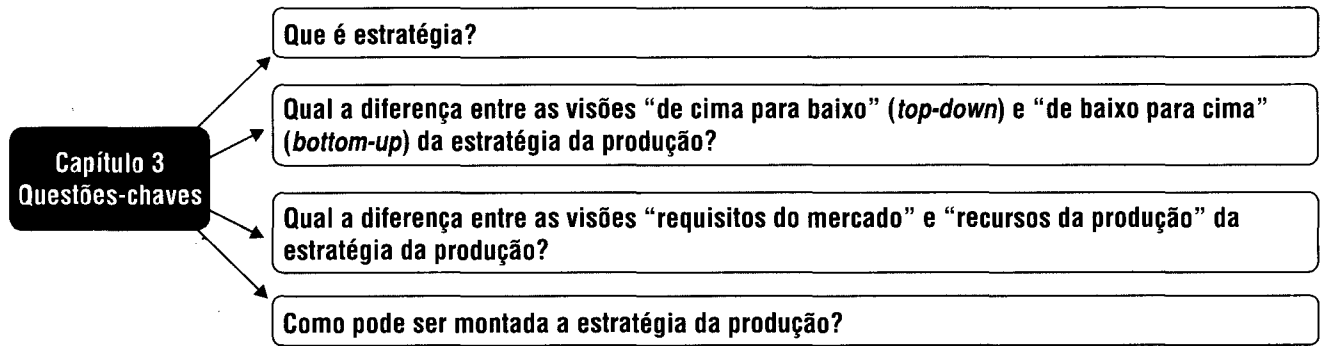 Capítulo 3
Questões-chaves
Que é estratégia?
Qual a diferença entre as visões “de cima para baixo” (top-down) e “de baixo para cima”
(bottom-up) da estratégia da produção?
Qual a diferença entre as visões “requisitos do mercado” e “recursos da produção” da
estratégia da produção?
Como pode ser montada a estratégia da produção?